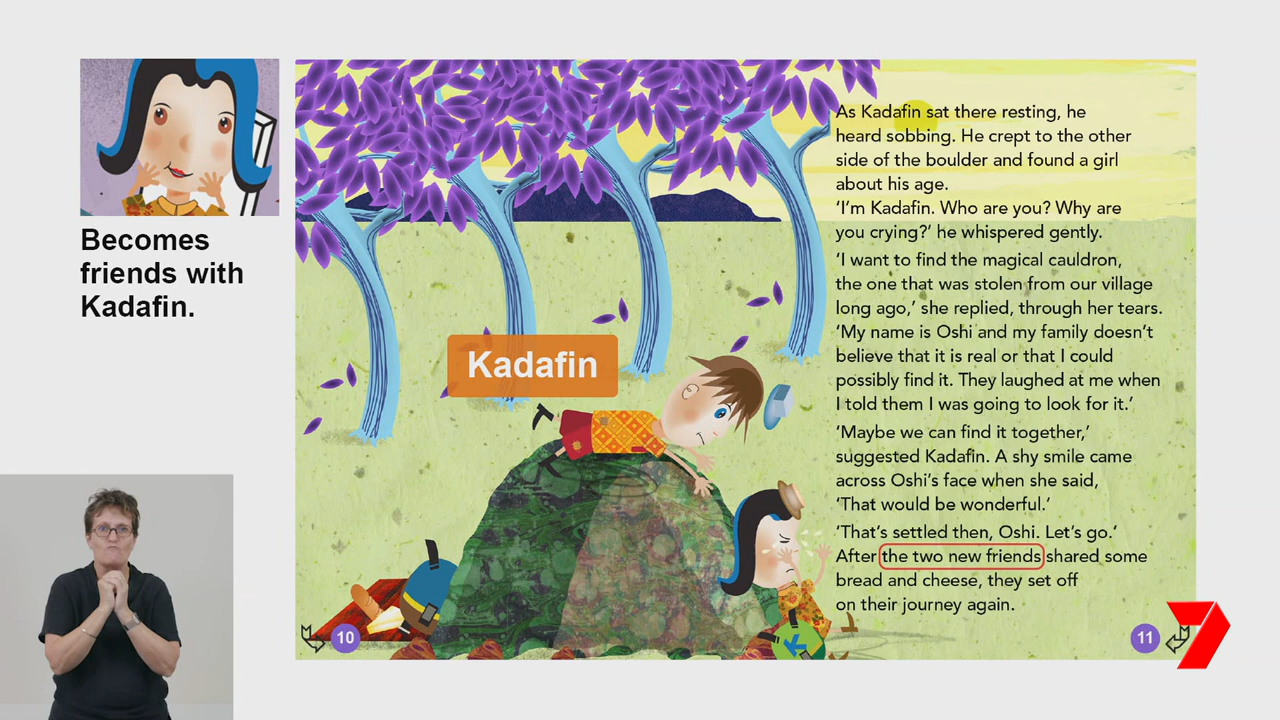 Becomes
friends with
Kadafin.
Kadafin
As Kadafin sat there resting, he
heard sobbing. He crept to the other
side of the boulder and found a girl
about his age.
‘I’m Kadafin. Who are you? Why are
you crying?’ he whispered gently.
‘I want to find the magical cauldron,
the one that was stolen from our village
long ago,’ she replied, through her tears.
‘My name is Oshi and my family doesn’t
believe that it is real or that I could
possibly find it. They laughed at me when
I told them I was going to look for it.’
‘Maybe we can find it together,’
suggested Kadafin. A shy smile came
across Oshi’s face when she said,
‘That would be wonderful.’
‘That’s settled then, Oshi. Let’s go.’
After the two new friends shared some
bread and cheese, they set off
on their journey again.
K
10
11
7